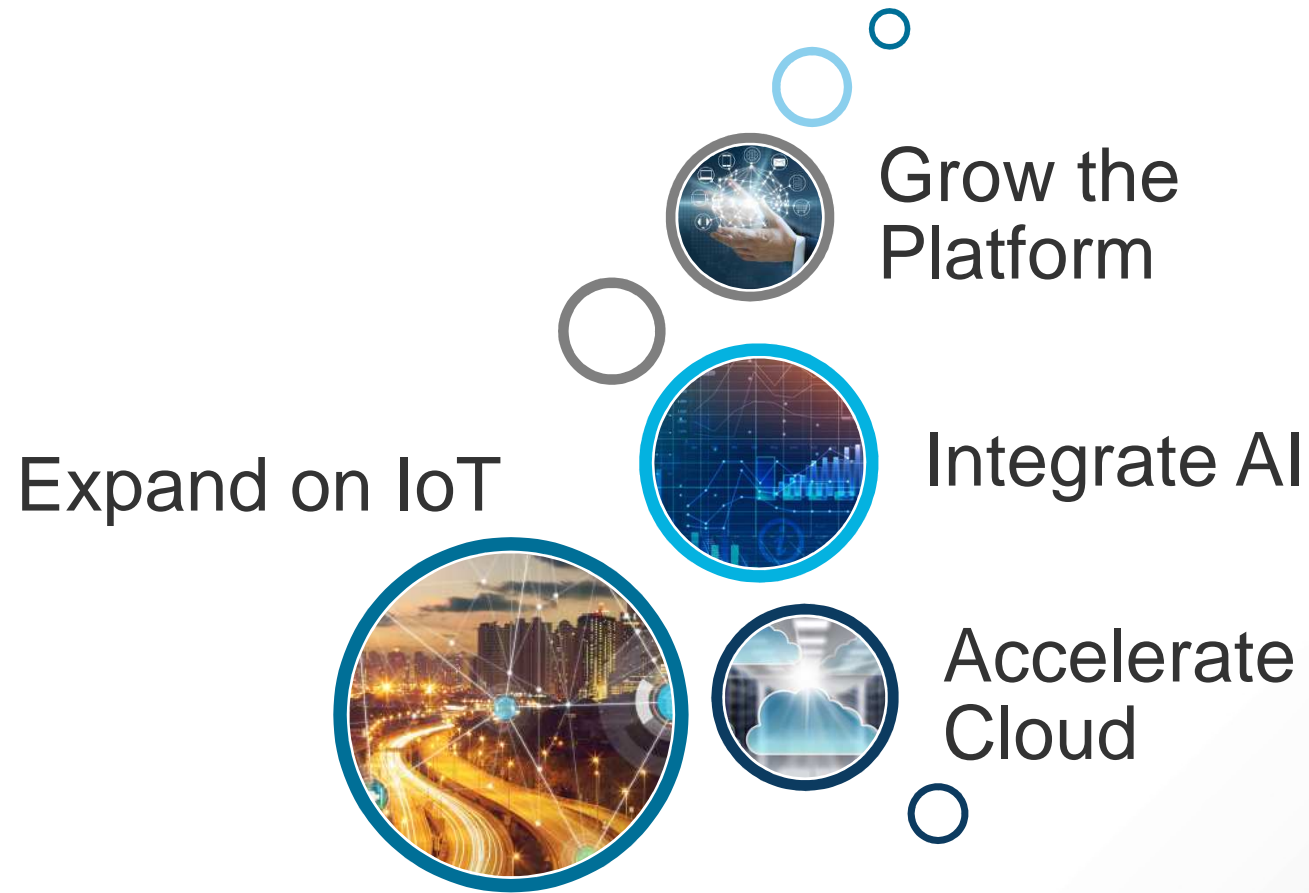 Grow the
Platform
Integrate AI
Expand on IoT
Accelerate
Cloud